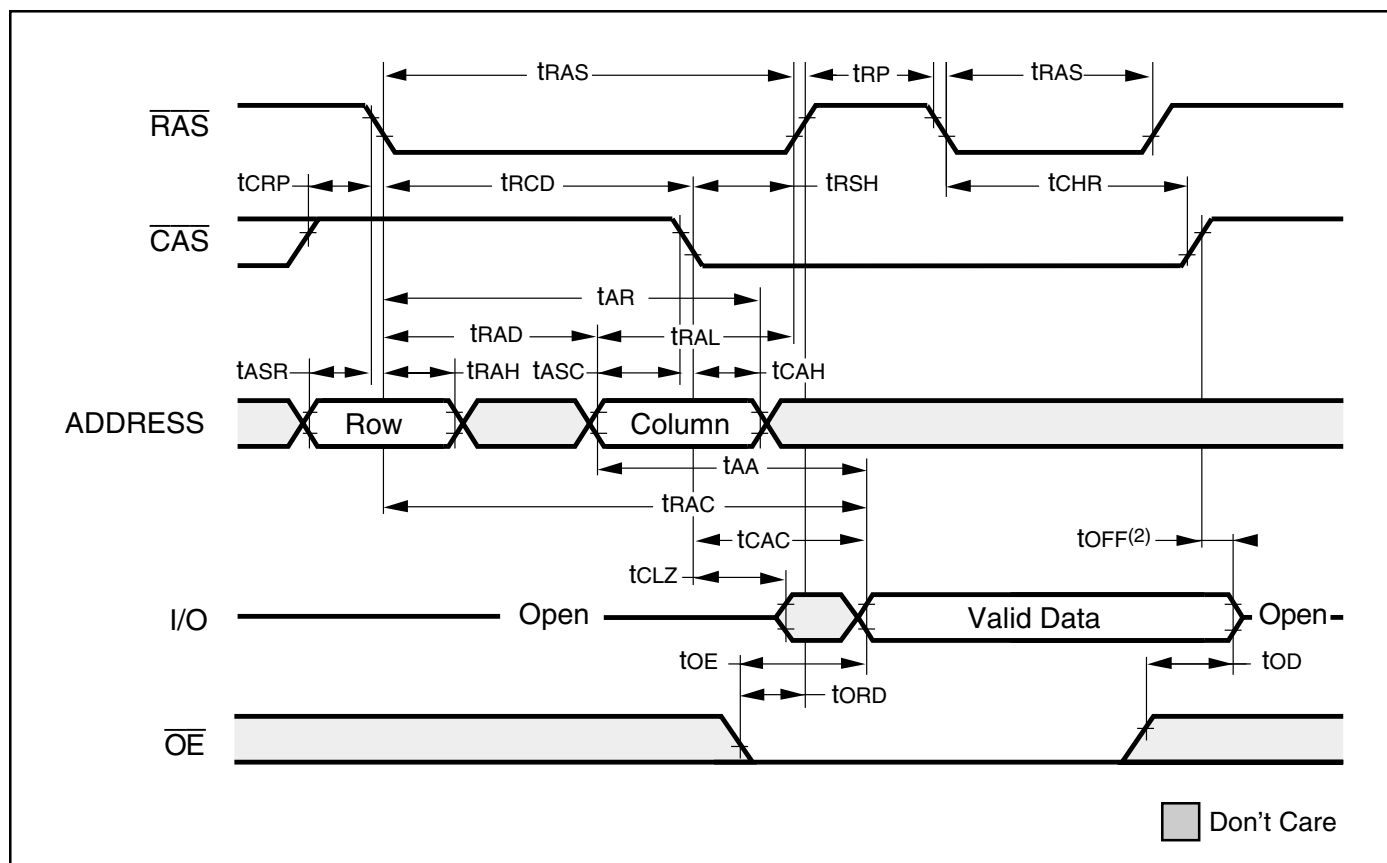 tRAS tRP tRAS
RAS
tCRP tRCD tRSH tCHR
CAS
tAR
tRAD tRAL
tASR tRAH tASC tCAH
ADDRESS Row Column
tAA
tRAC
tCAC tOFF(2)
tCLZ
I/O Open Valid Data Open
tOE tOD
tORD
OE
Don't Care